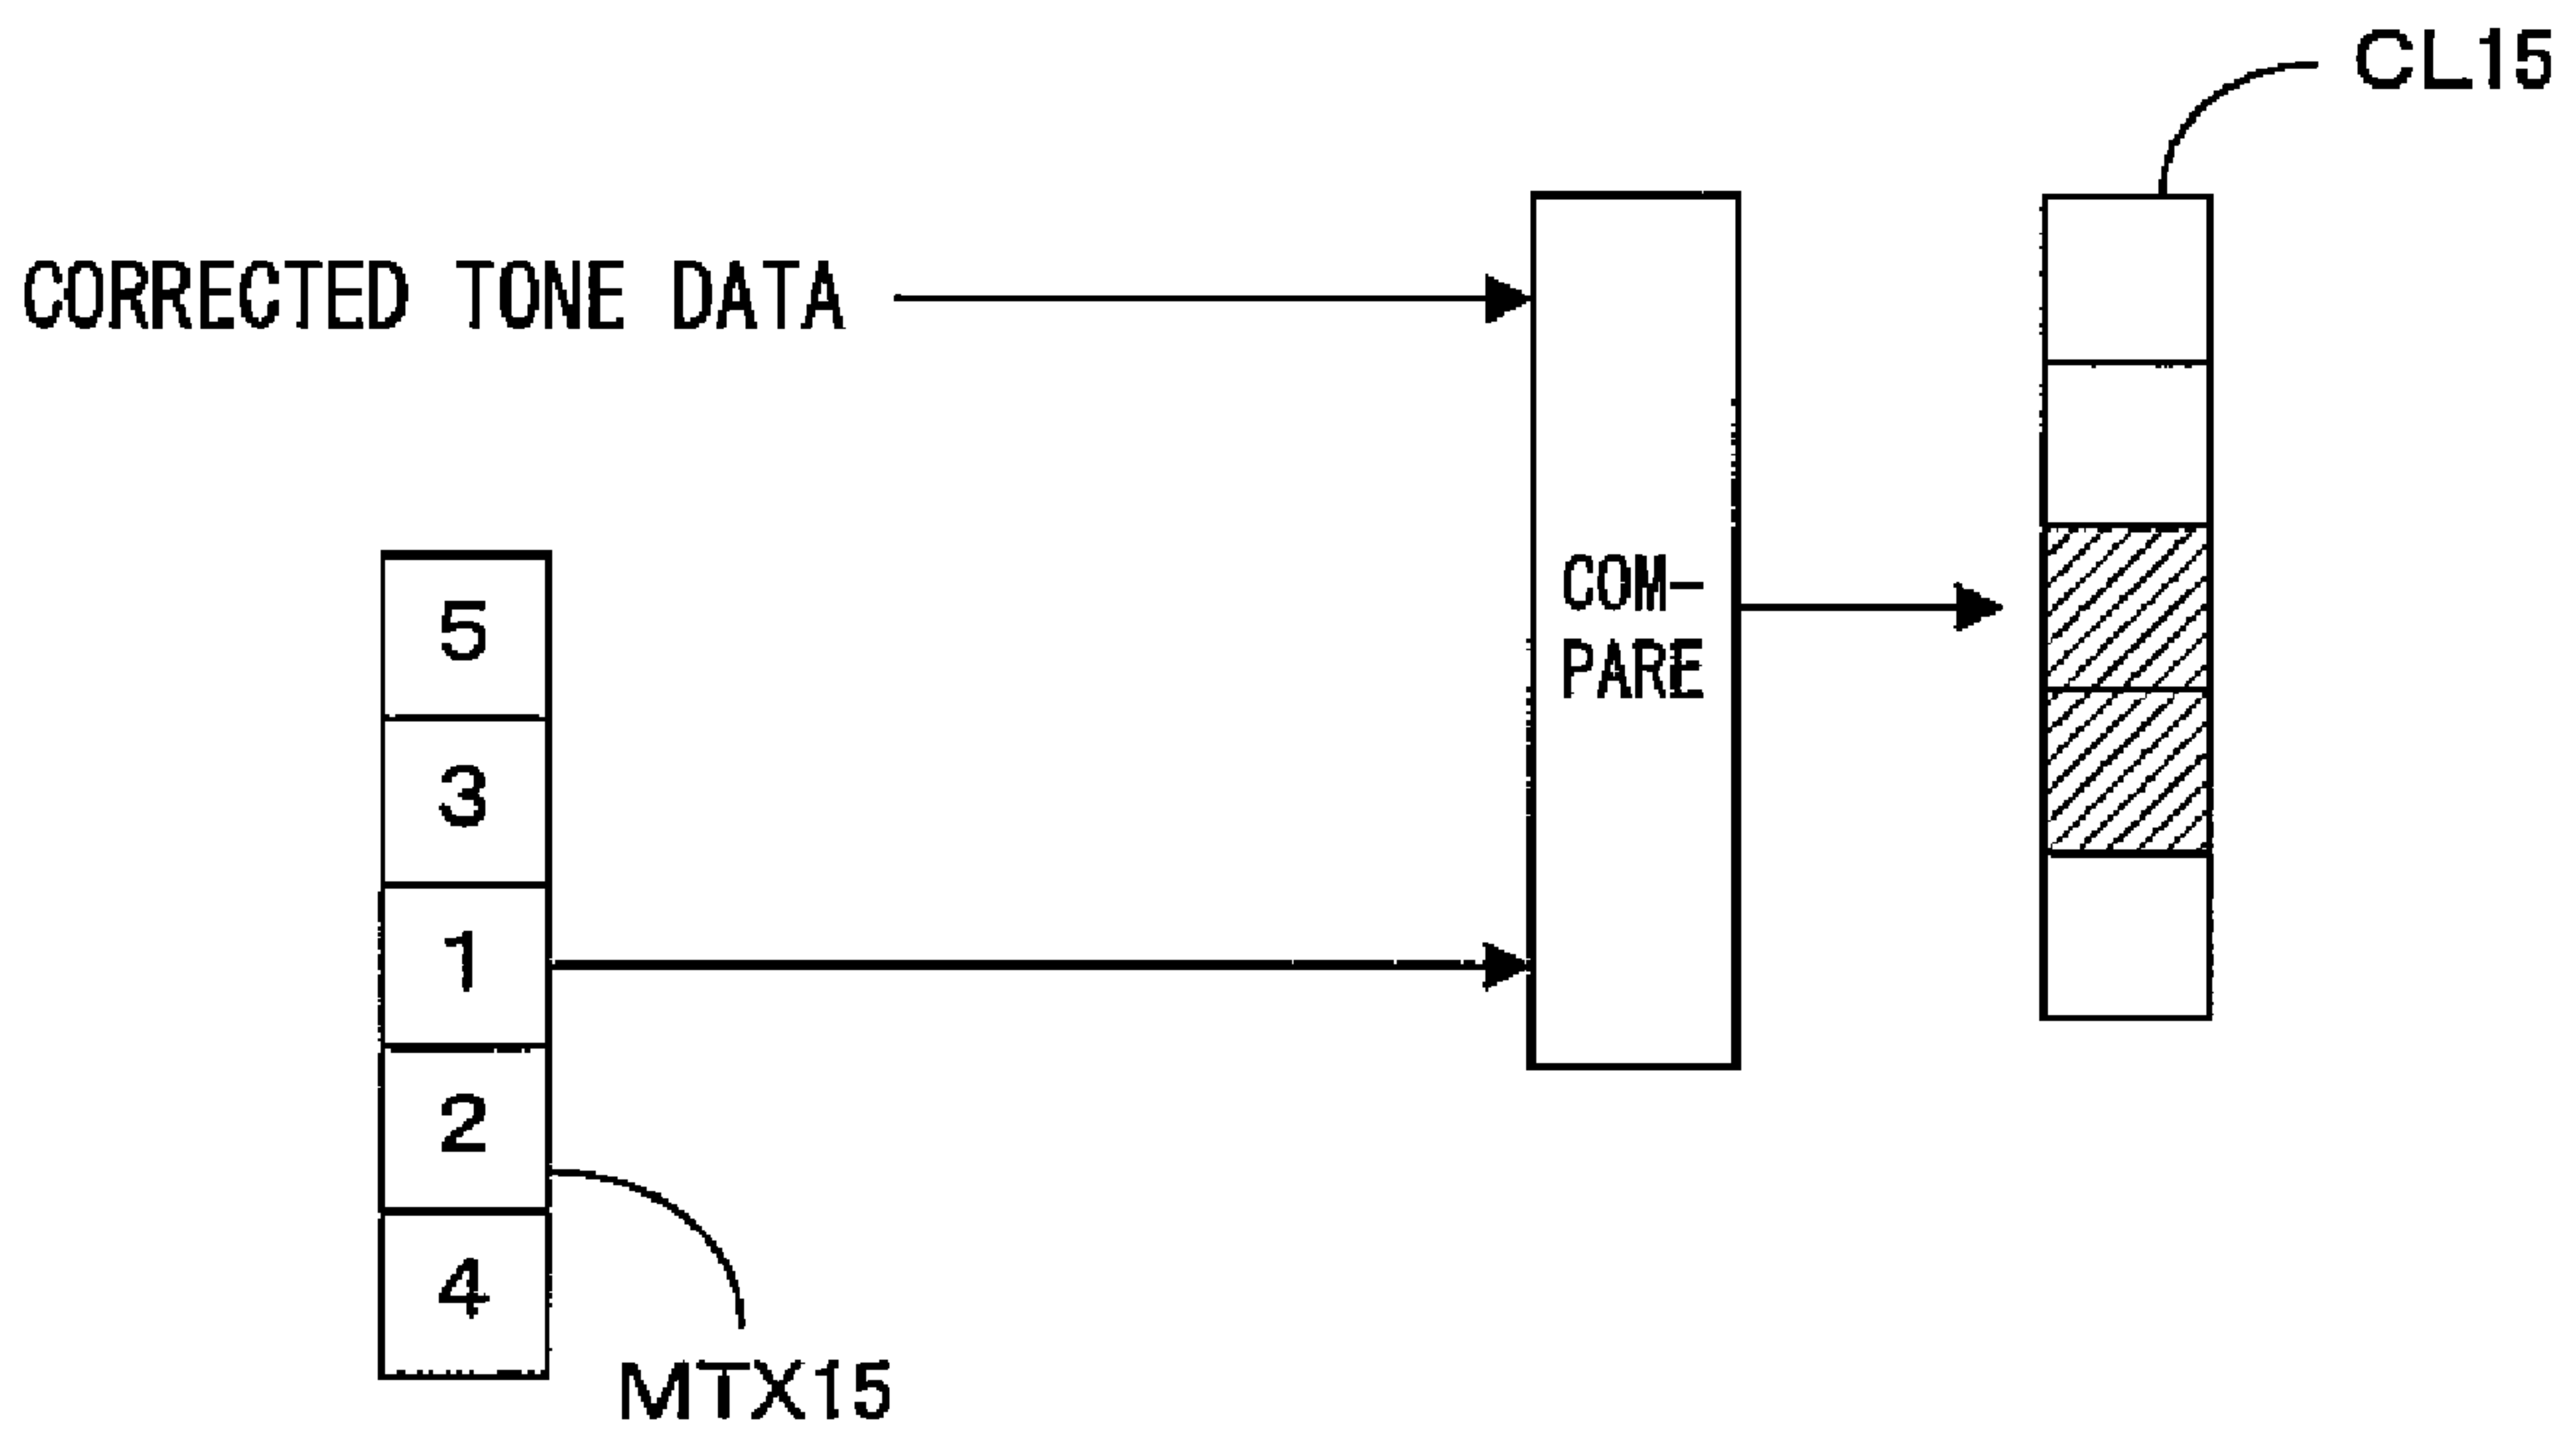 CL15
CORRECTED TONE DATA
COM-
PARE
5
3
1
2
4
MTX15